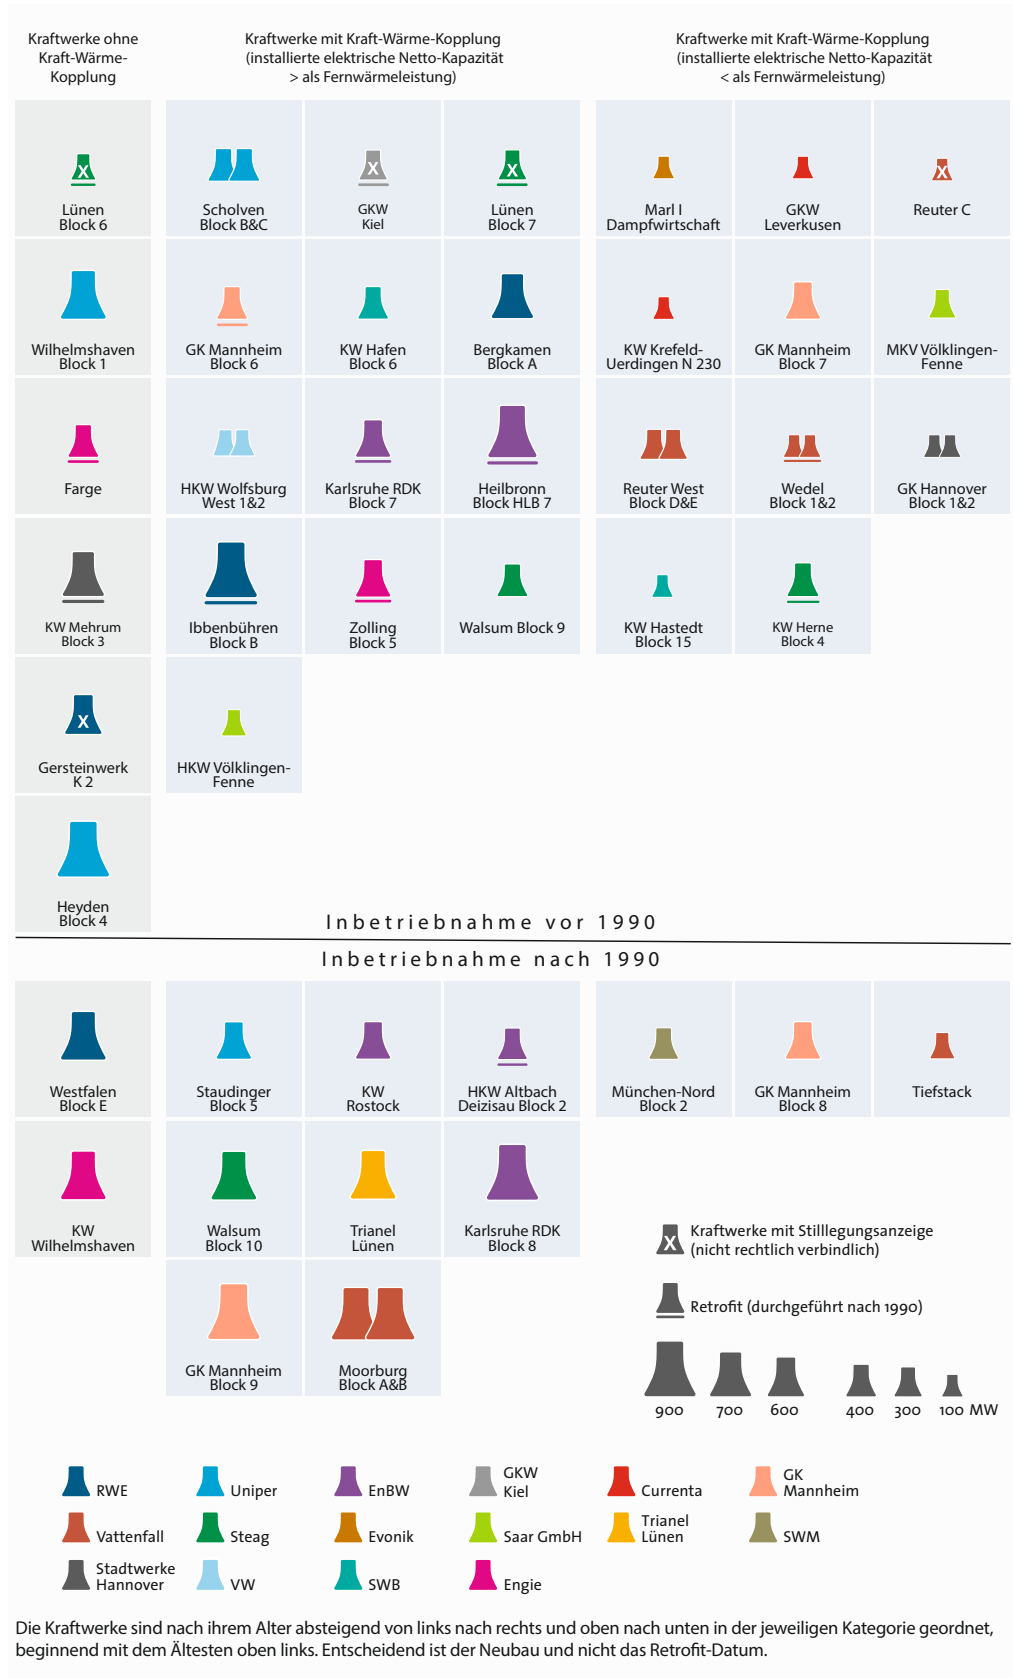 Kraftwerke ohne
Kraft-Wärme-
Kopplung
Kraftwerke mit Kraft-Wärme-Kopplung
(installierte elektrische Netto-Kapazität
> als Fernwärmeleistung)
Kraftwerke mit Kraft-Wärme-Kopplung
(installierte elektrische Netto-Kapazität
< als Fernwärmeleistung)
X
Lünen
Block 6
Scholven
Block B&C
X
GKW
Kiel
X
Lünen
Block 7
Marl I
Dampfwirtschaft
GKW
Leverkusen
X
Reuter C
Wilhelmshaven
Block 1
GK Mannheim
Block 6
KW Hafen
Block 6
Bergkamen
Block A
KW Krefeld-
Uerdingen N 230
GK Mannheim
Block 7
MKV Völklingen-
Fenne
Farge
HKW Wolfsburg
West 1&2
Karlsruhe RDK
Block 7
Heilbronn
Block HLB 7
Reuter West
Block D&E
Wedel
Block 1&2
GK Hannover
Block 1&2
KW Mehrum
Block 3
Ibbenbühren
Block B
Zolling
Block 5
Walsum Block 9
KW Hastedt
Block 15
KW Herne
Block 4
X
Gersteinwerk
K 2
HKW Völklingen-
Fenne
Heyden
Block 4
Inbetriebnahme vor 1990
Inbetriebnahme nach 1990
Westfalen
Block E
Staudinger
Block 5
KW
Rostock
HKW Altbach
Deizisau Block 2
München-Nord
Block 2
GK Mannheim
Block 8
Tiefstack
KW
Wilhelmshaven
Walsum
Block 10
Trianel
Lünen
Karlsruhe RDK
Block 8
GK Mannheim
Block 9
Moorburg
Block A&B
X
Kraftwerke mit Stilllegungsanzeige
(nicht rechtlich verbindlich)
Retrofit (durchgeführt nach 1990)
900 700 600 400 300 100 MW
RWE
Uniper
EnBW
GKW
Kiel
Currenta
GK
Mannheim
Vattenfall
Steag
Evonik
Saar GmbH
Trianel
Lünen
SWM
Stadtwerke
Hannover
VW
SWB
Engie
Die Kraftwerke sind nach ihrem Alter absteigend von links nach rechts und oben nach unten in der jeweiligen Kategorie geordnet,
beginnend mit dem Ältesten oben links. Entscheidend ist der Neubau und nicht das Retrofit-Datum.